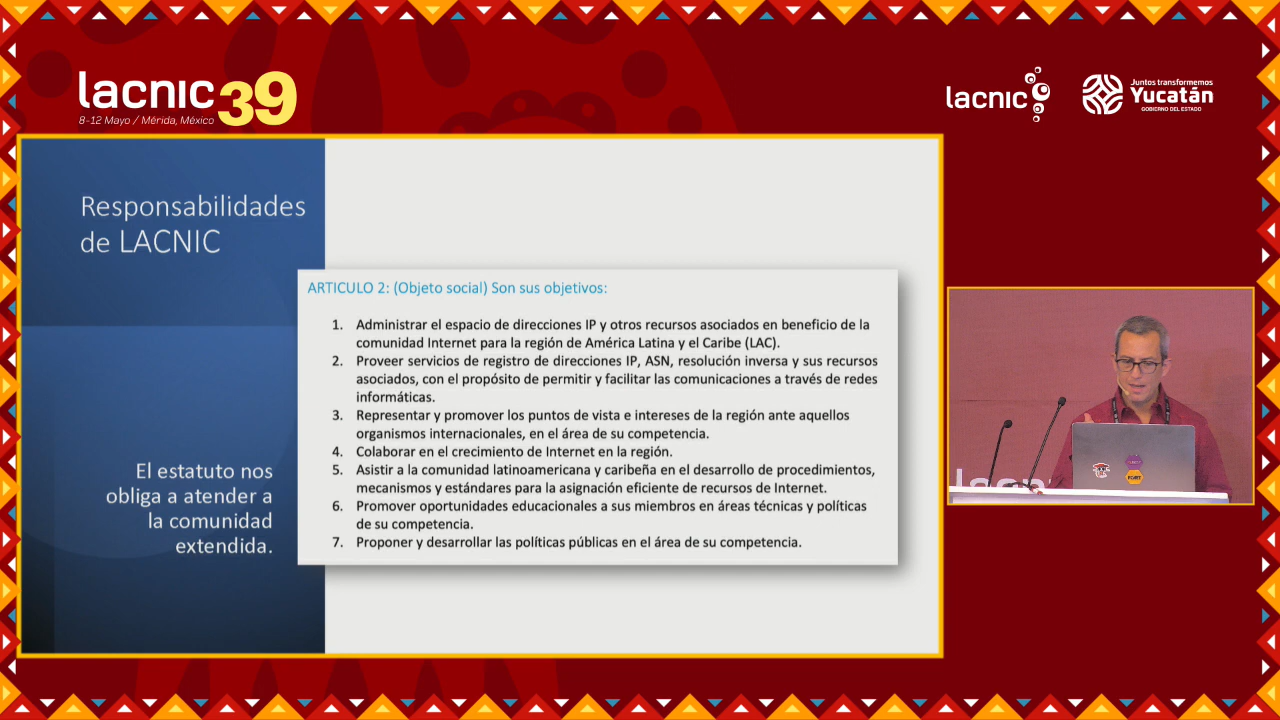 lacnic 39
8-12 Mayo / Mérida, México
lacnic
Juntos transformemos
Yucatán
GOBIERNO DEL ESTADO
Responsabilidades
de LACNIC
El estatuto nos
obliga a atender a
la comunidad
extendida.
ARTICULO 2: (Objeto social) Son sus objetivos:
1. Administrar el espacio de direcciones IP y otros recursos asociados en beneficio de la
comunidad Internet para la región de América Latina y el Caribe (LAC).
2. Proveer servicios de registro de direcciones IP, ASN, resolución inversa y sus recursos
asociados, con el propósito de permitir y facilitar las comunicaciones a través de redes
informáticas.
3. Representar y promover los puntos de vista e intereses de la región ante aquellos
organismos internacionales, en el área de su competencia.
4. Colaborar en el crecimiento de Internet en la región.
5. Asistir a la comunidad latinoamericana y caribeña en el desarrollo de procedimientos,
mecanismos y estándares para la asignación eficiente de recursos de Internet.
6. Promover oportunidades educacionales a sus miembros en áreas técnicas y políticas
de su competencia.
7. Proponer y desarrollar las políticas públicas en el área de su competencia.